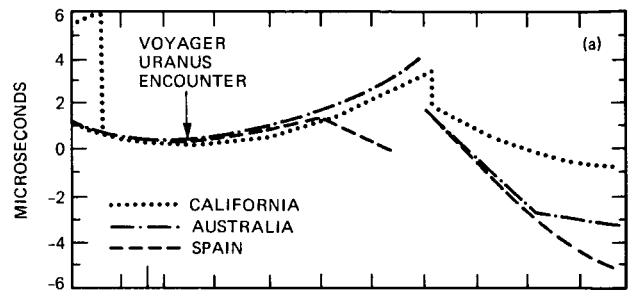 6
4
2
0
-2
-4
-6
MICROSECONDS
VOYAGER
URANUS
ENCOUNTER
(a)
CALIFORNIA
AUSTRALIA
SPAIN